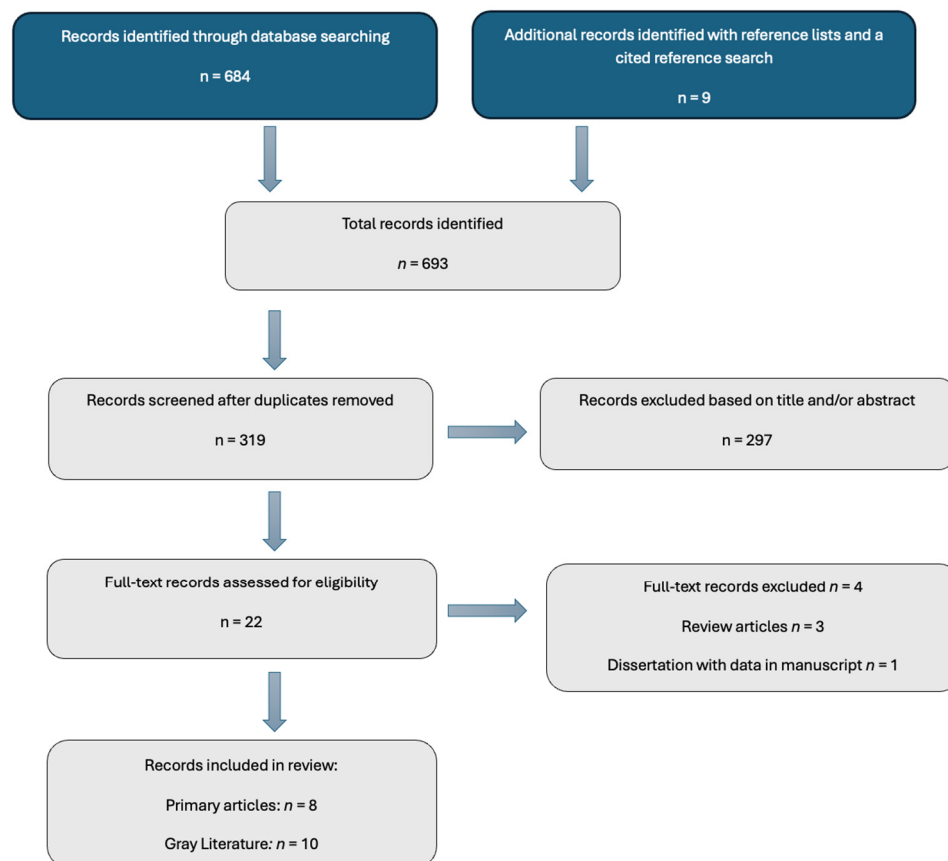 Records identified through database searching
n = 684
Additional records identified with reference lists and a
cited reference search
n = 9
Total records identified
n = 693
Records screened after duplicates removed
n = 319
Records excluded based on title and/or abstract
n = 297
Full-text records assessed for eligibility
n = 22
Full-text records excluded n = 4
Review articles n = 3
Dissertation with data in manuscript n = 1
Records included in review:
Primary articles: n = 8
Gray Literature: n = 10